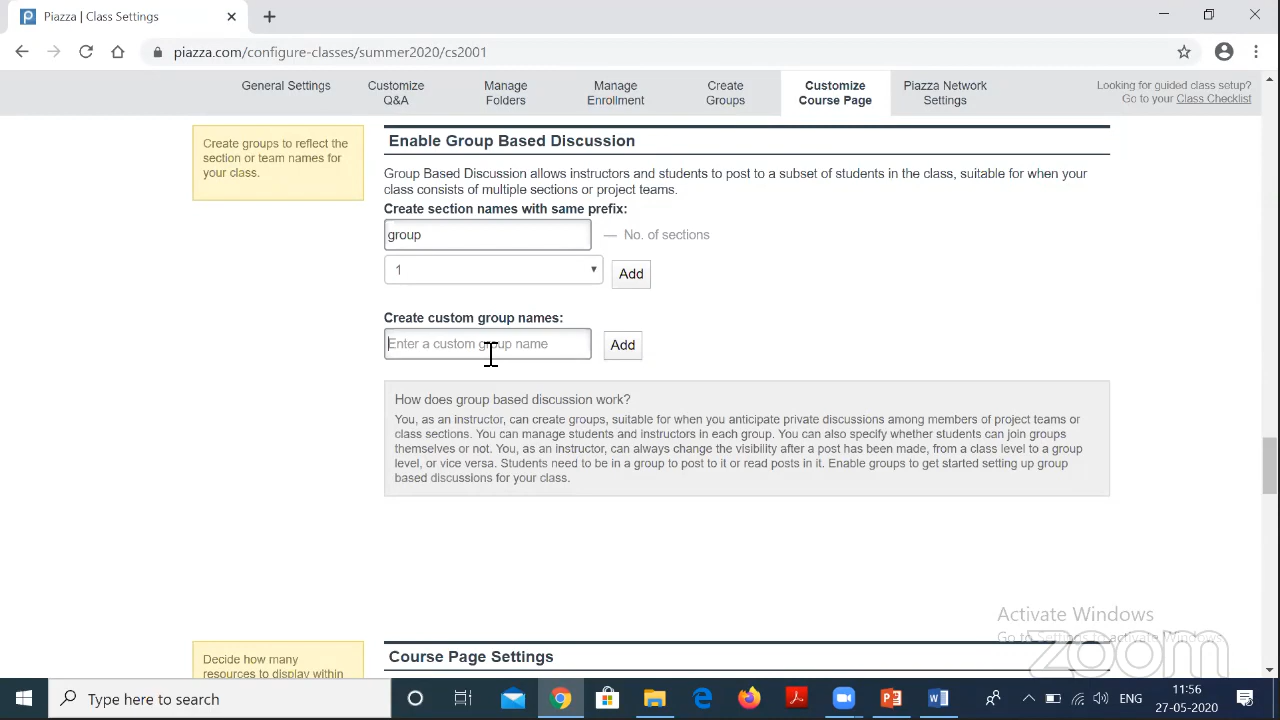 Piazza | Class Settings
piazza.com/configure-classes/summer2020/cs2001
General Settings
Customize
Q&A
Manage
Folders
Manage
Enrollment
Create
Groups
Customize
Course Page
Piazza Network
Settings
Looking for guided class setup?
Go to your Class Checklist
Create groups to reflect the
section or team names for
your class.
Enable Group Based Discussion
Group Based Discussion allows instructors and students to post to a subset of students in the class, suitable for when your
class consists of multiple sections or project teams.
Create section names with same prefix:
group
— No. of sections
1
Add
Create custom group names:
Enter a custom group name
Add
How does group based discussion work?
You, as an instructor, can create groups, suitable for when you anticipate private discussions among members of project teams or
class sections. You can manage students and instructors in each group. You can also specify whether students can join groups
themselves or not. You, as an instructor, can always change the visibility after a post has been made, from a class level to a group
level, or vice versa. Students need to be in a group to post to it or read posts in it. Enable groups to get started setting up group
based discussions for your class.
Activate Windows
Go to Settings to activate Windows.
zoom
Decide how many
resources to display within
Course Page Settings
Type here to search
ENG
11:56
27-05-2020